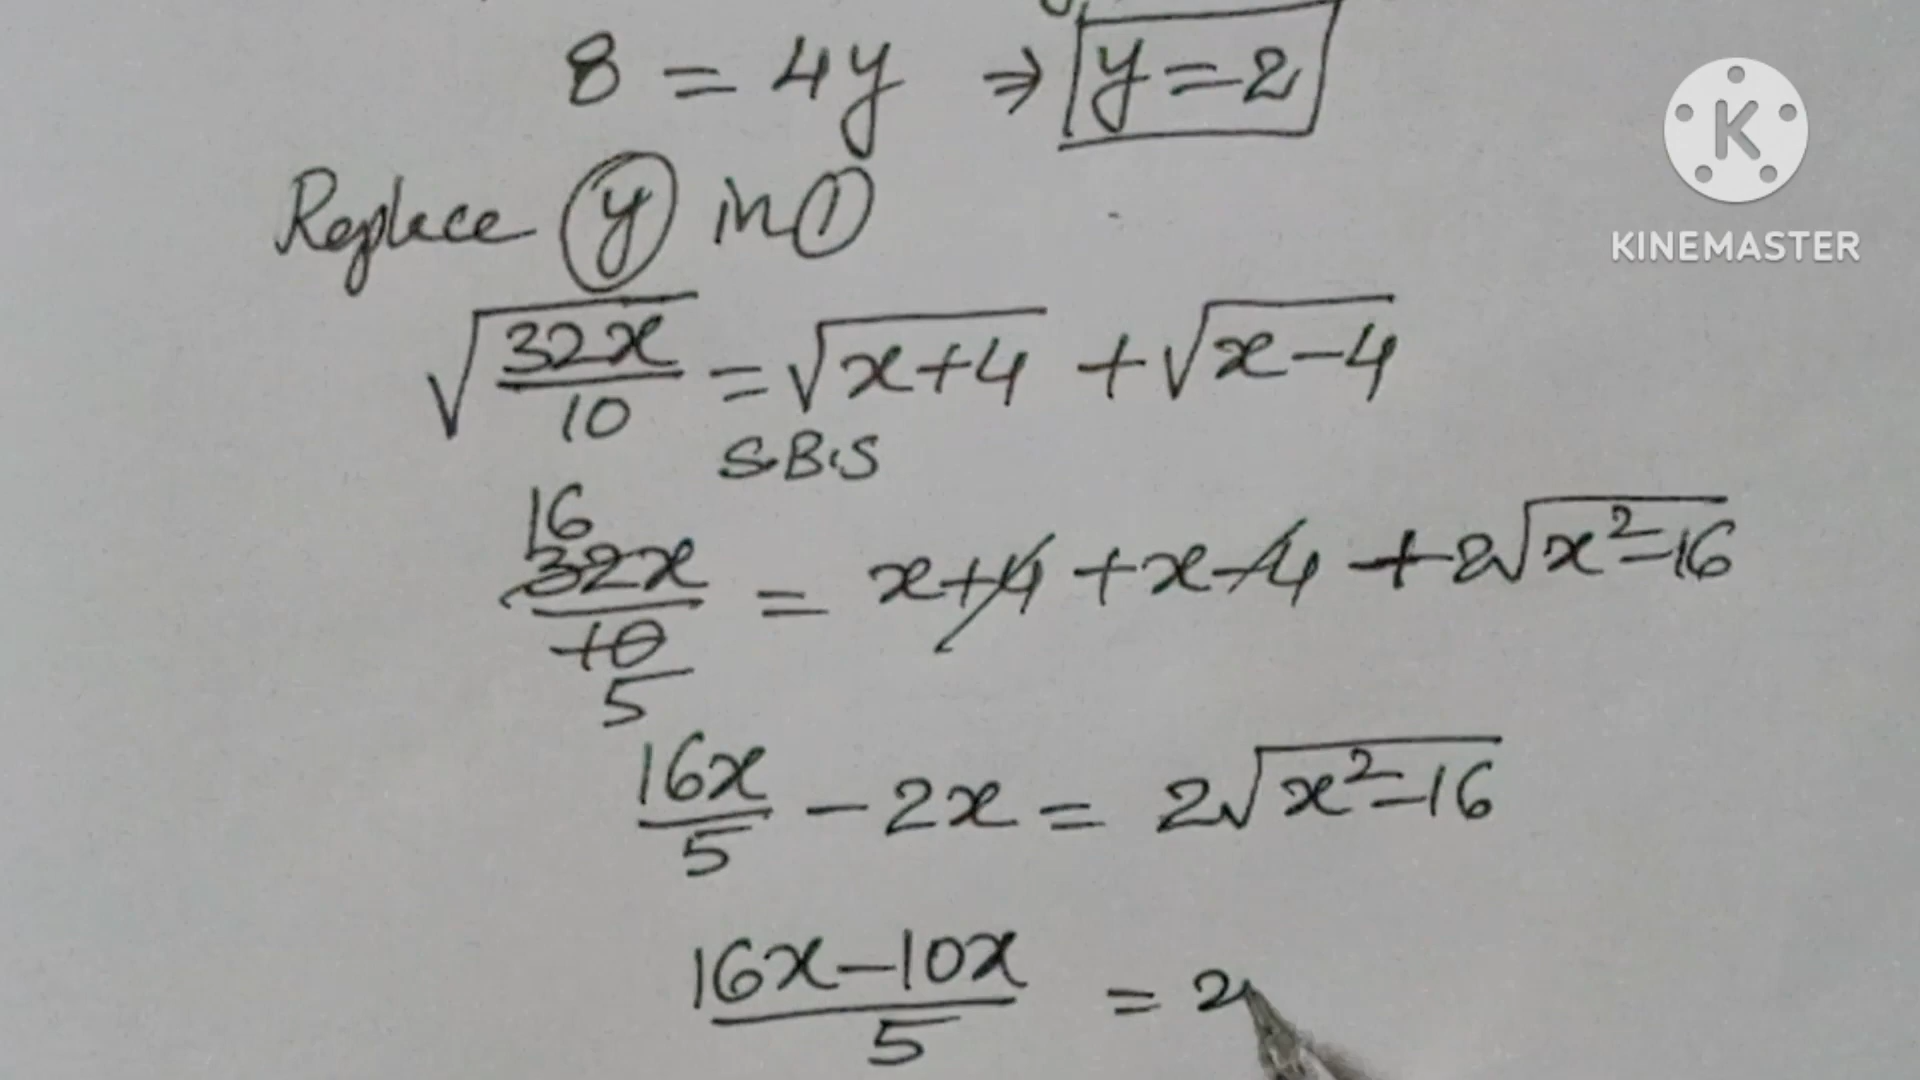 8 = 4y ⇒ y = 2
Replace y in ①
√(32x/10) = √(x+4) + √(x-4)
S.B.S
16
32x/10 = x+4 + x-4 + 2√(x²-16)
5
16x/5 - 2x = 2√(x²-16)
(16x-10x)/5 = 2
K
KINEMASTER